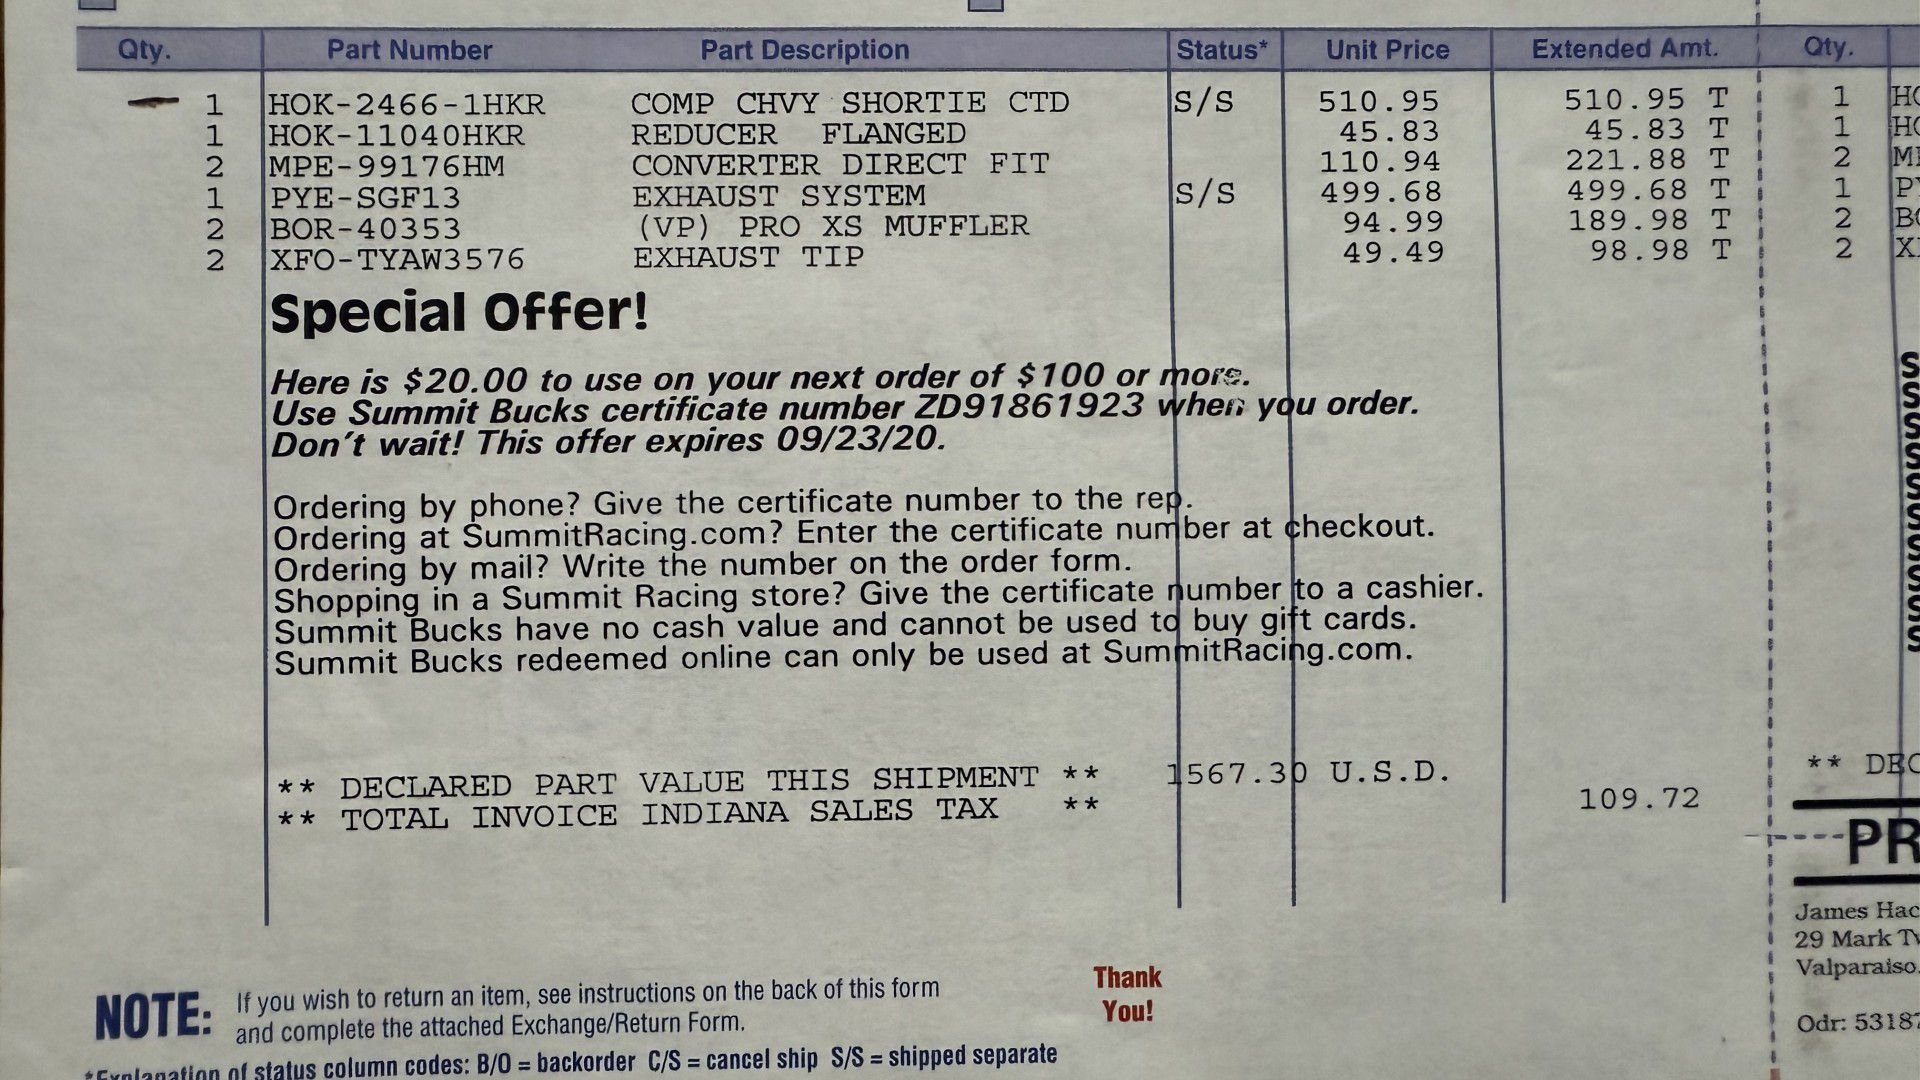 Qty. Part Number Part Description Status* Unit Price Extended Amt. Qty.
1 HOK-2466-1HKR COMP CHVY SHORTIE CTD S/S 510.95 510.95 T 1
1 HOK-11040HKR REDUCER FLANGED 45.83 45.83 T 1
2 MPE-99176HM CONVERTER DIRECT FIT 110.94 221.88 T 2
1 PYE-SGF13 EXHAUST SYSTEM S/S 499.68 499.68 T 1
2 BOR-40353 (VP) PRO XS MUFFLER 94.99 189.98 T 2
2 XFO-TYAW3576 EXHAUST TIP 49.49 98.98 T 2
Special Offer!
Here is $20.00 to use on your next order of $100 or more.
Use Summit Bucks certificate number ZD91861923 when you order.
Don't wait! This offer expires 09/23/20.
Ordering by phone? Give the certificate number to the rep.
Ordering at SummitRacing.com? Enter the certificate number at checkout.
Ordering by mail? Write the number on the order form.
Shopping in a Summit Racing store? Give the certificate number to a cashier.
Summit Bucks have no cash value and cannot be used to buy gift cards.
Summit Bucks redeemed online can only be used at SummitRacing.com.
** DECLARED PART VALUE THIS SHIPMENT ** 1567.30 U.S.D.
** TOTAL INVOICE INDIANA SALES TAX ** 109.72
** DEC
PR
James Hac
29 Mark Tw
Valparaiso
Odr: 5318
NOTE: If you wish to return an item, see instructions on the back of this form
and complete the attached Exchange/Return Form.
Thank
You!
*Explanation of status column codes: B/O = backorder C/S = cancel ship S/S = shipped separate